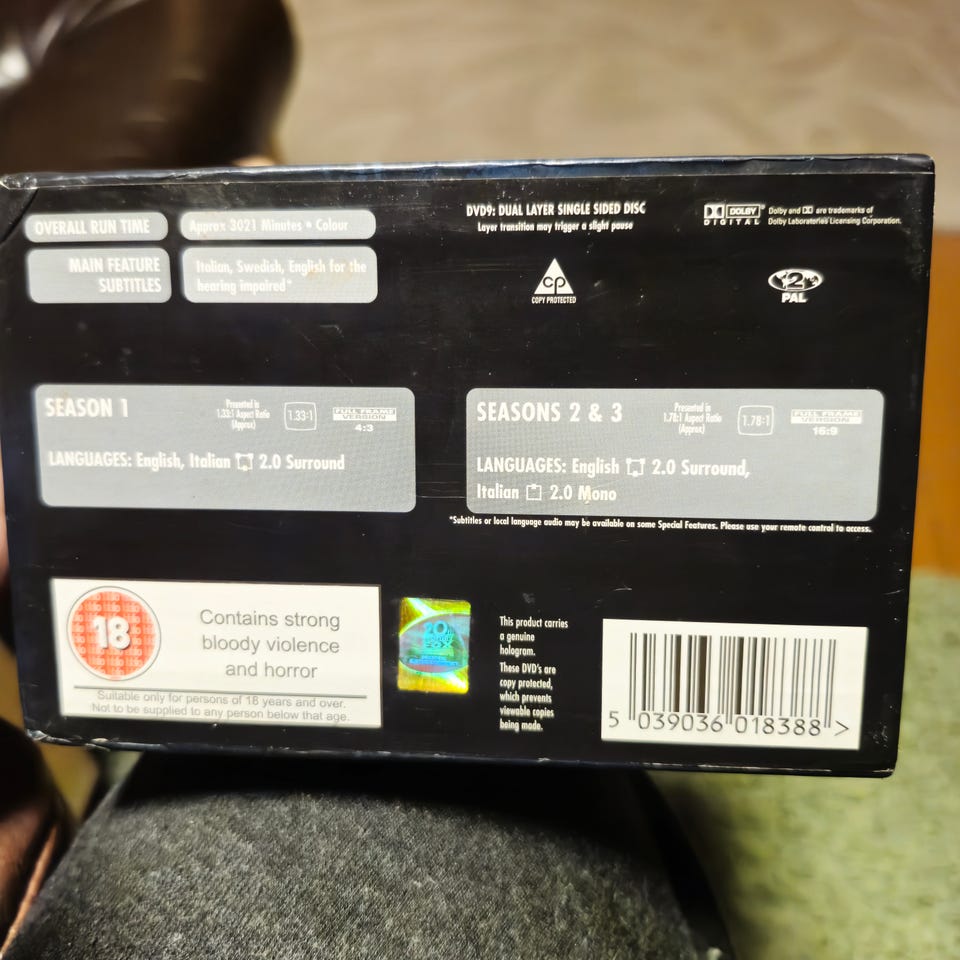 OVERALL RUN TIME
Approx 3021 Minutes • Colour
MAIN FEATURE
SUBTITLES
Italian, Swedish, English for the
hearing impaired*
DVD9: DUAL LAYER SINGLE SIDED DISC
Layer transition may trigger a slight pause
DOLBY
DIGITAL
Dolby and are trademarks of
Dolby Laboratories Licensing Corporation.
CP
COPY PROTECTED
2
PAL
SEASON 1
Presented in
1.33:1 Aspect Ratio
(Approx)
1.33:1
FULL FRAME
VERSION
4:3
LANGUAGES: English, Italian 2.0 Surround
SEASONS 2 & 3
Presented in
1.78:1 Aspect Ratio
(Approx)
1.78:1
FULL FRAME
VERSION
16:9
LANGUAGES: English 2.0 Surround,
Italian 2.0 Mono
*Subtitles or local language audio may be available on some Special Features. Please use your remote control to access.
18
Contains strong
bloody violence
and horror
Suitable only for persons of 18 years and over.
Not to be supplied to any person below that age.
20
FOX
This product carries
a genuine
hologram.
These DVD's are
copy protected,
which prevents
viewable copies
being made.
5 039036 018388 >